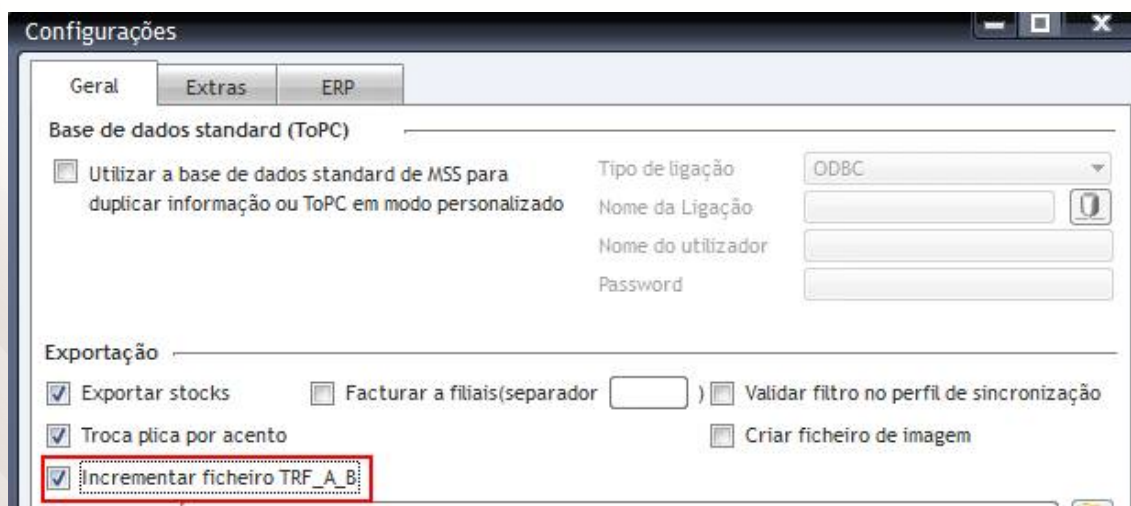 Configurações
Geral Extras ERP
Base de dados standard (ToPC)
Utilizar a base de dados standard de MSS para
duplicar informação ou ToPC em modo personalizado
Tipo de ligação ODBC
Nome da Ligação
Nome do utilizador
Password
Exportação
Exportar stocks Facturar a filiais(separador ) Validar filtro no perfil de sincronização
Troca plica por acento Criar ficheiro de imagem
Incrementar ficheiro TRF_A_B